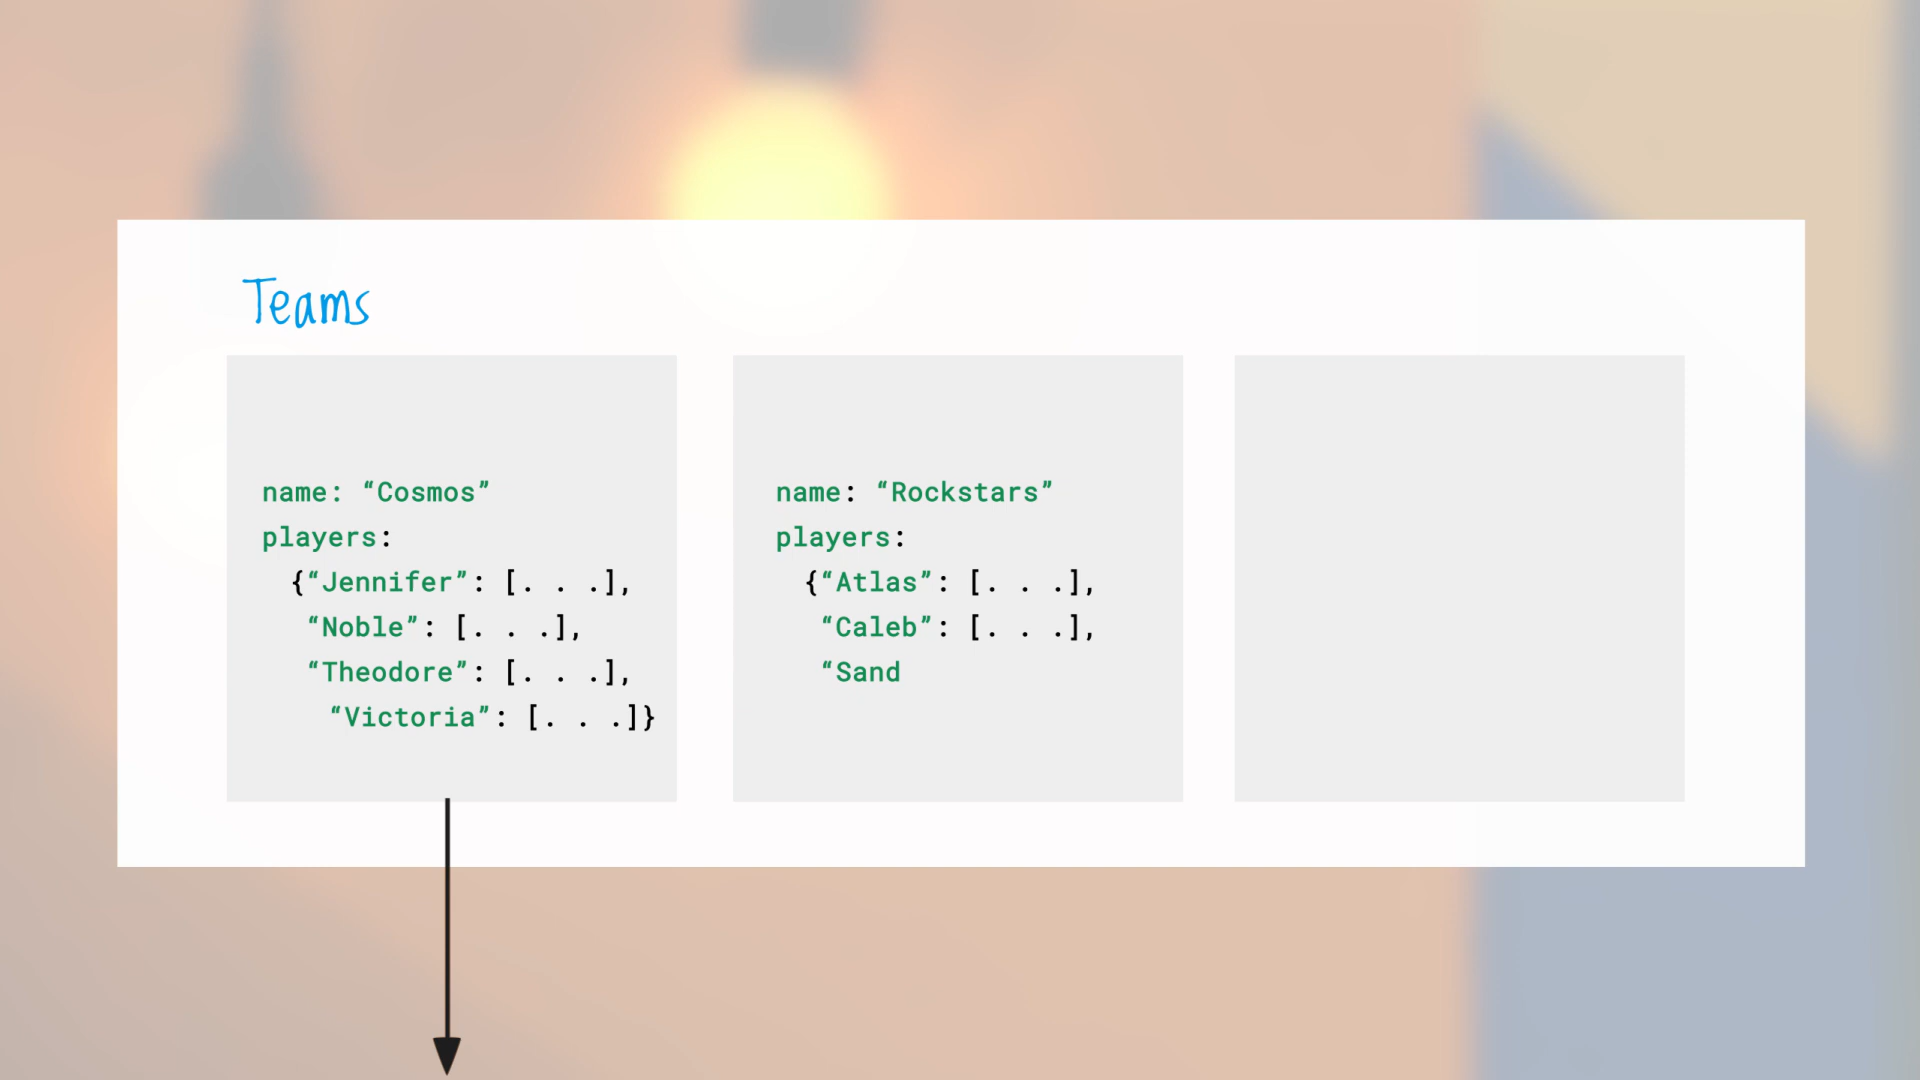 Teams
name: “Cosmos”
players:
{“Jennifer”: [. . .],
“Noble”: [. . .],
“Theodore”: [. . .],
“Victoria”: [. . .]}
name: “Rockstars”
players:
{“Atlas”: [. . .],
“Caleb”: [. . .],
“Sand